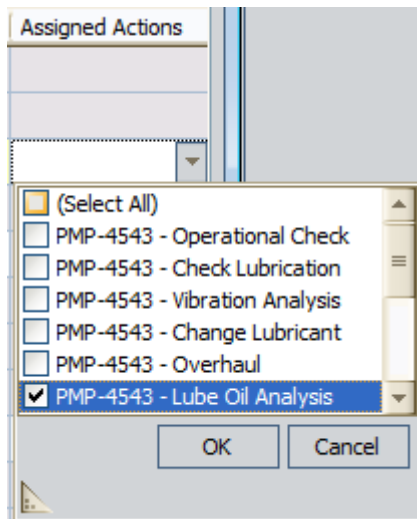 Assigned Actions
(Select All)
PMP-4543 - Operational Check
PMP-4543 - Check Lubrication
PMP-4543 - Vibration Analysis
PMP-4543 - Change Lubricant
PMP-4543 - Overhaul
PMP-4543 - Lube Oil Analysis
OK Cancel